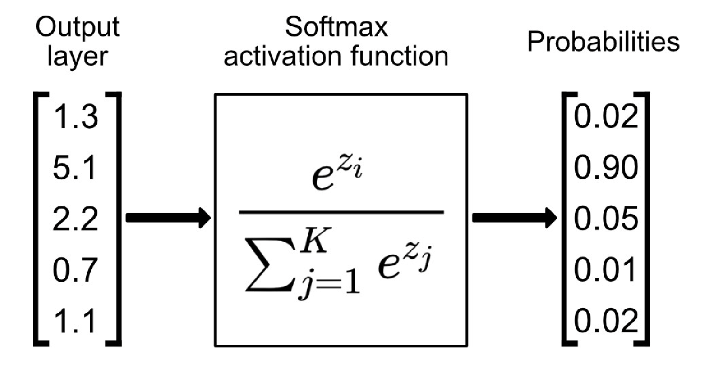 Output
layer
Softmax
activation function
Probabilities
1.3
5.1
2.2
0.7
1.1
e^{z_i}
\sum_{j=1}^{K} e^{z_j}
0.02
0.90
0.05
0.01
0.02